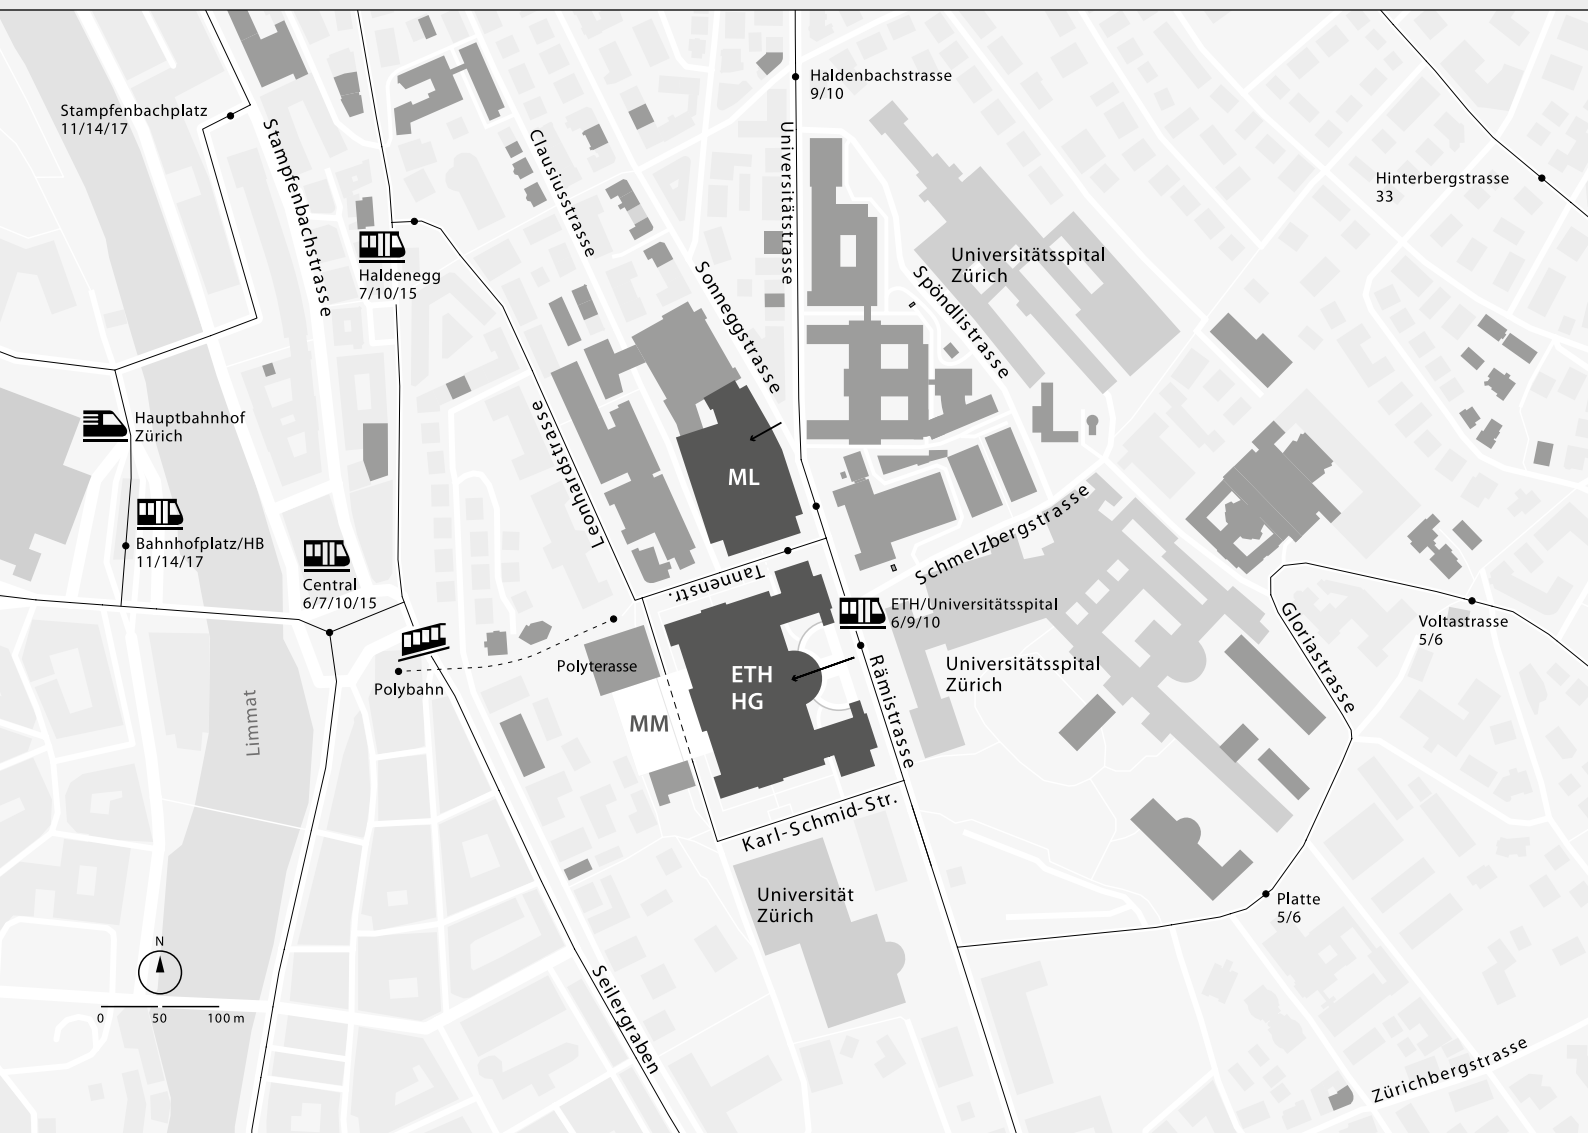 Haldenbachstrasse
9/10
Stampfenbachplatz
11/14/17
Stampfenbachstrasse
Clausiusstrasse
Universitätstrasse
Hinterbergstrasse
33
Haldenegg
7/10/15
Sonneggstrasse
Universitätsspital
Zürich
Spöndlistrasse
Hauptbahnhof
Zürich
Leonhardstrasse
ML
Bahnhofplatz/HB
11/14/17
Central
6/7/10/15
Tannenstr.
Schmelzbergstrasse
ETH/Universitätsspital
6/9/10
Gloriastrasse
Voltastrasse
5/6
Polyterasse
Polybahn
ETH
HG
Rämistrasse
Universitätsspital
Zürich
MM
Limmat
Karl-Schmid-Str.
Universität
Zürich
Platte
5/6
N
0 50 100 m
Seilergraben
Zürichbergstrasse